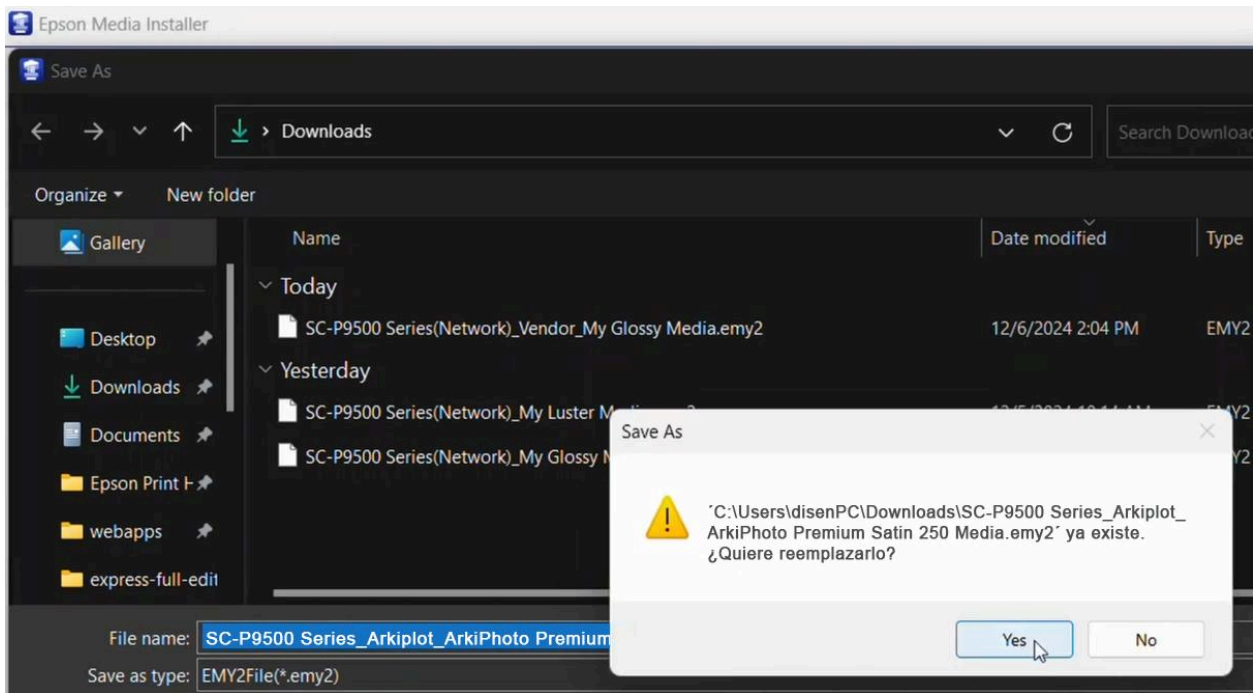 Epson Media Installer
Save As
Downloads
Search Downloa
Organize
New folder
Gallery
Name
Date modified
Type
Today
SC-P9500 Series(Network)_Vendor_My Glossy Media.emy2 12/6/2024 2:04 PM EMY2
Desktop
Yesterday
Downloads
SC-P9500 Series(Network)_My Luster
SC-P9500 Series(Network)_My Glossy
Documents
Epson Print
webapps
express-full-edit
Save As
´C:\Users\disenPC\Downloads\SC-P9500 Series_Arkiplot_
ArkiPhoto Premium Satin 250 Media.emy2´ ya existe.
¿Quiere reemplazarlo?
Yes
No
File name: SC-P9500 Series_Arkiplot_ArkiPhoto Premium
Save as type: EMY2File(*.emy2)